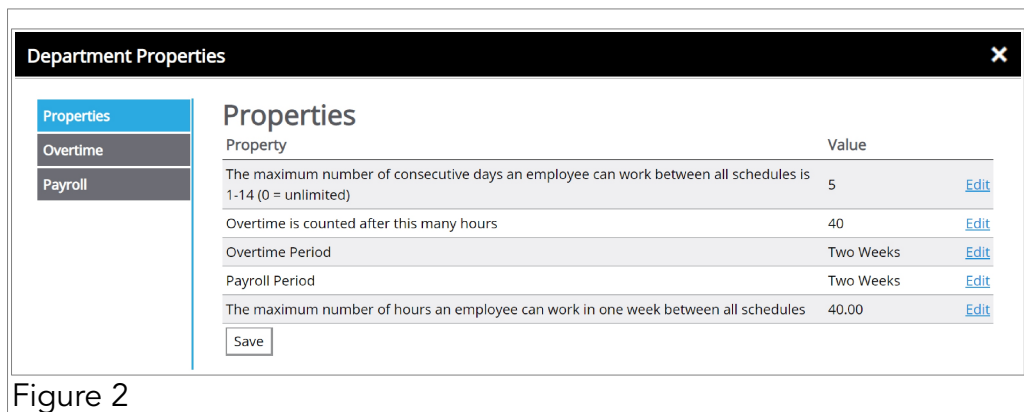 Department Properties ×
Properties
Overtime
Payroll
Properties
Property Value
The maximum number of consecutive days an employee can work between all schedules is
1-14 (0 = unlimited) 5 Edit
Overtime is counted after this many hours 40 Edit
Overtime Period Two Weeks Edit
Payroll Period Two Weeks Edit
The maximum number of hours an employee can work in one week between all schedules 40.00 Edit
Save
Figure 2